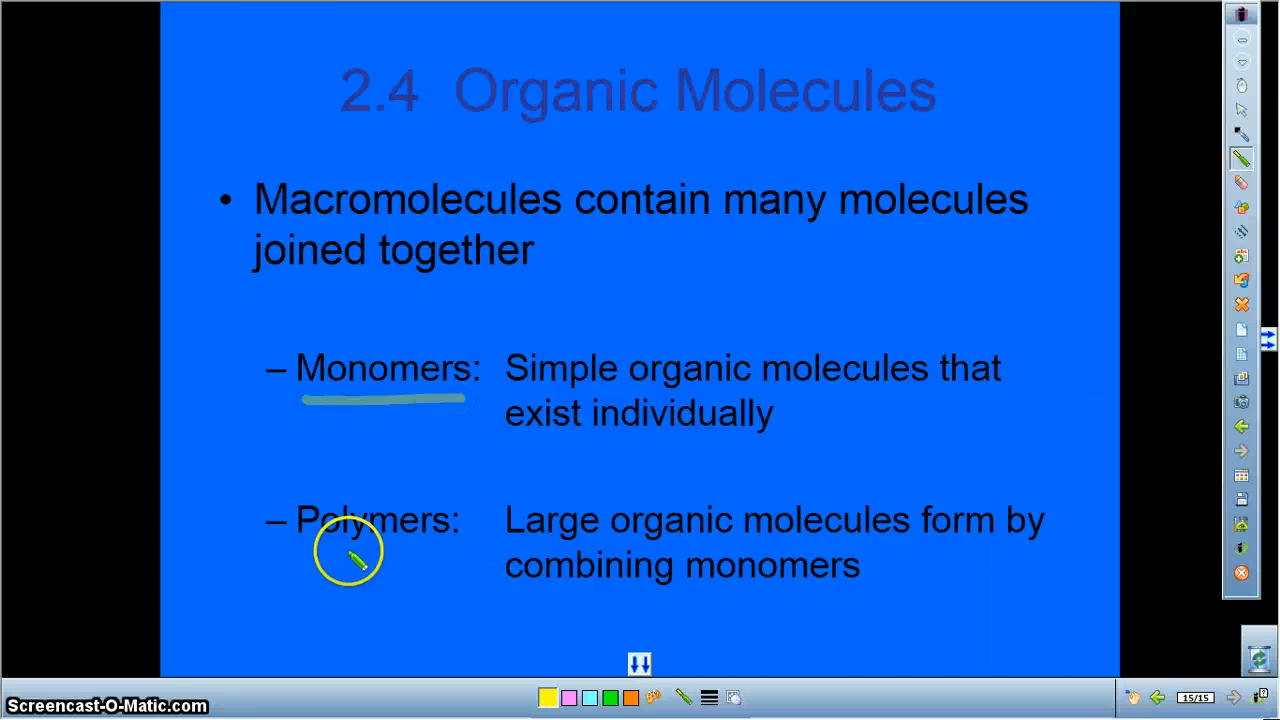 2.4 Organic Molecules
• Macromolecules contain many molecules
joined together
– Monomers: Simple organic molecules that
exist individually
– Polymers: Large organic molecules form by
combining monomers
15/15
Screencast-O-Matic.com